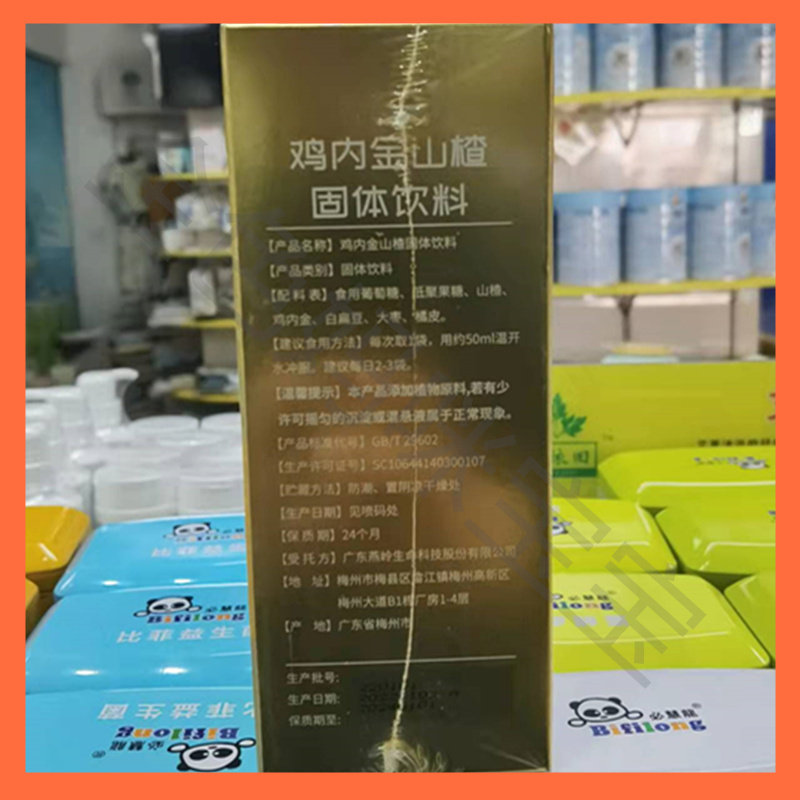 鸡内金山楂
固体饮料
【产品名称】鸡内金山楂固体饮料
【产品类别】固体饮料
【配 料 表】食用葡萄糖、低聚果糖、山楂、
鸡内金、白扁豆、大枣、橘皮。
【建议食用方法】每次取1袋，用约50ml温开
水冲服。建议每日2-3袋。
【温馨提示】本产品添加植物原料,若有少
许可摇匀的沉淀或混悬液属于正常现象。
【产品标准代号】GB/T 29602
【生产许可证号】SC10644140300107
【贮藏方法】防潮、置阴凉干燥处
【生产日期】见喷码处
【保 质 期】24个月
【受 托 方】广东燕岭生命科技股份有限公司
【地 址】梅州市梅县区畲江镇梅州高新区
梅州大道B1栋厂房1-4层
【产 地】广东省梅州市
生产批号:
生产日期:
保质期至:
比菲益生菌
必慧龍®
Bifilong
必慧龍
Bifilong